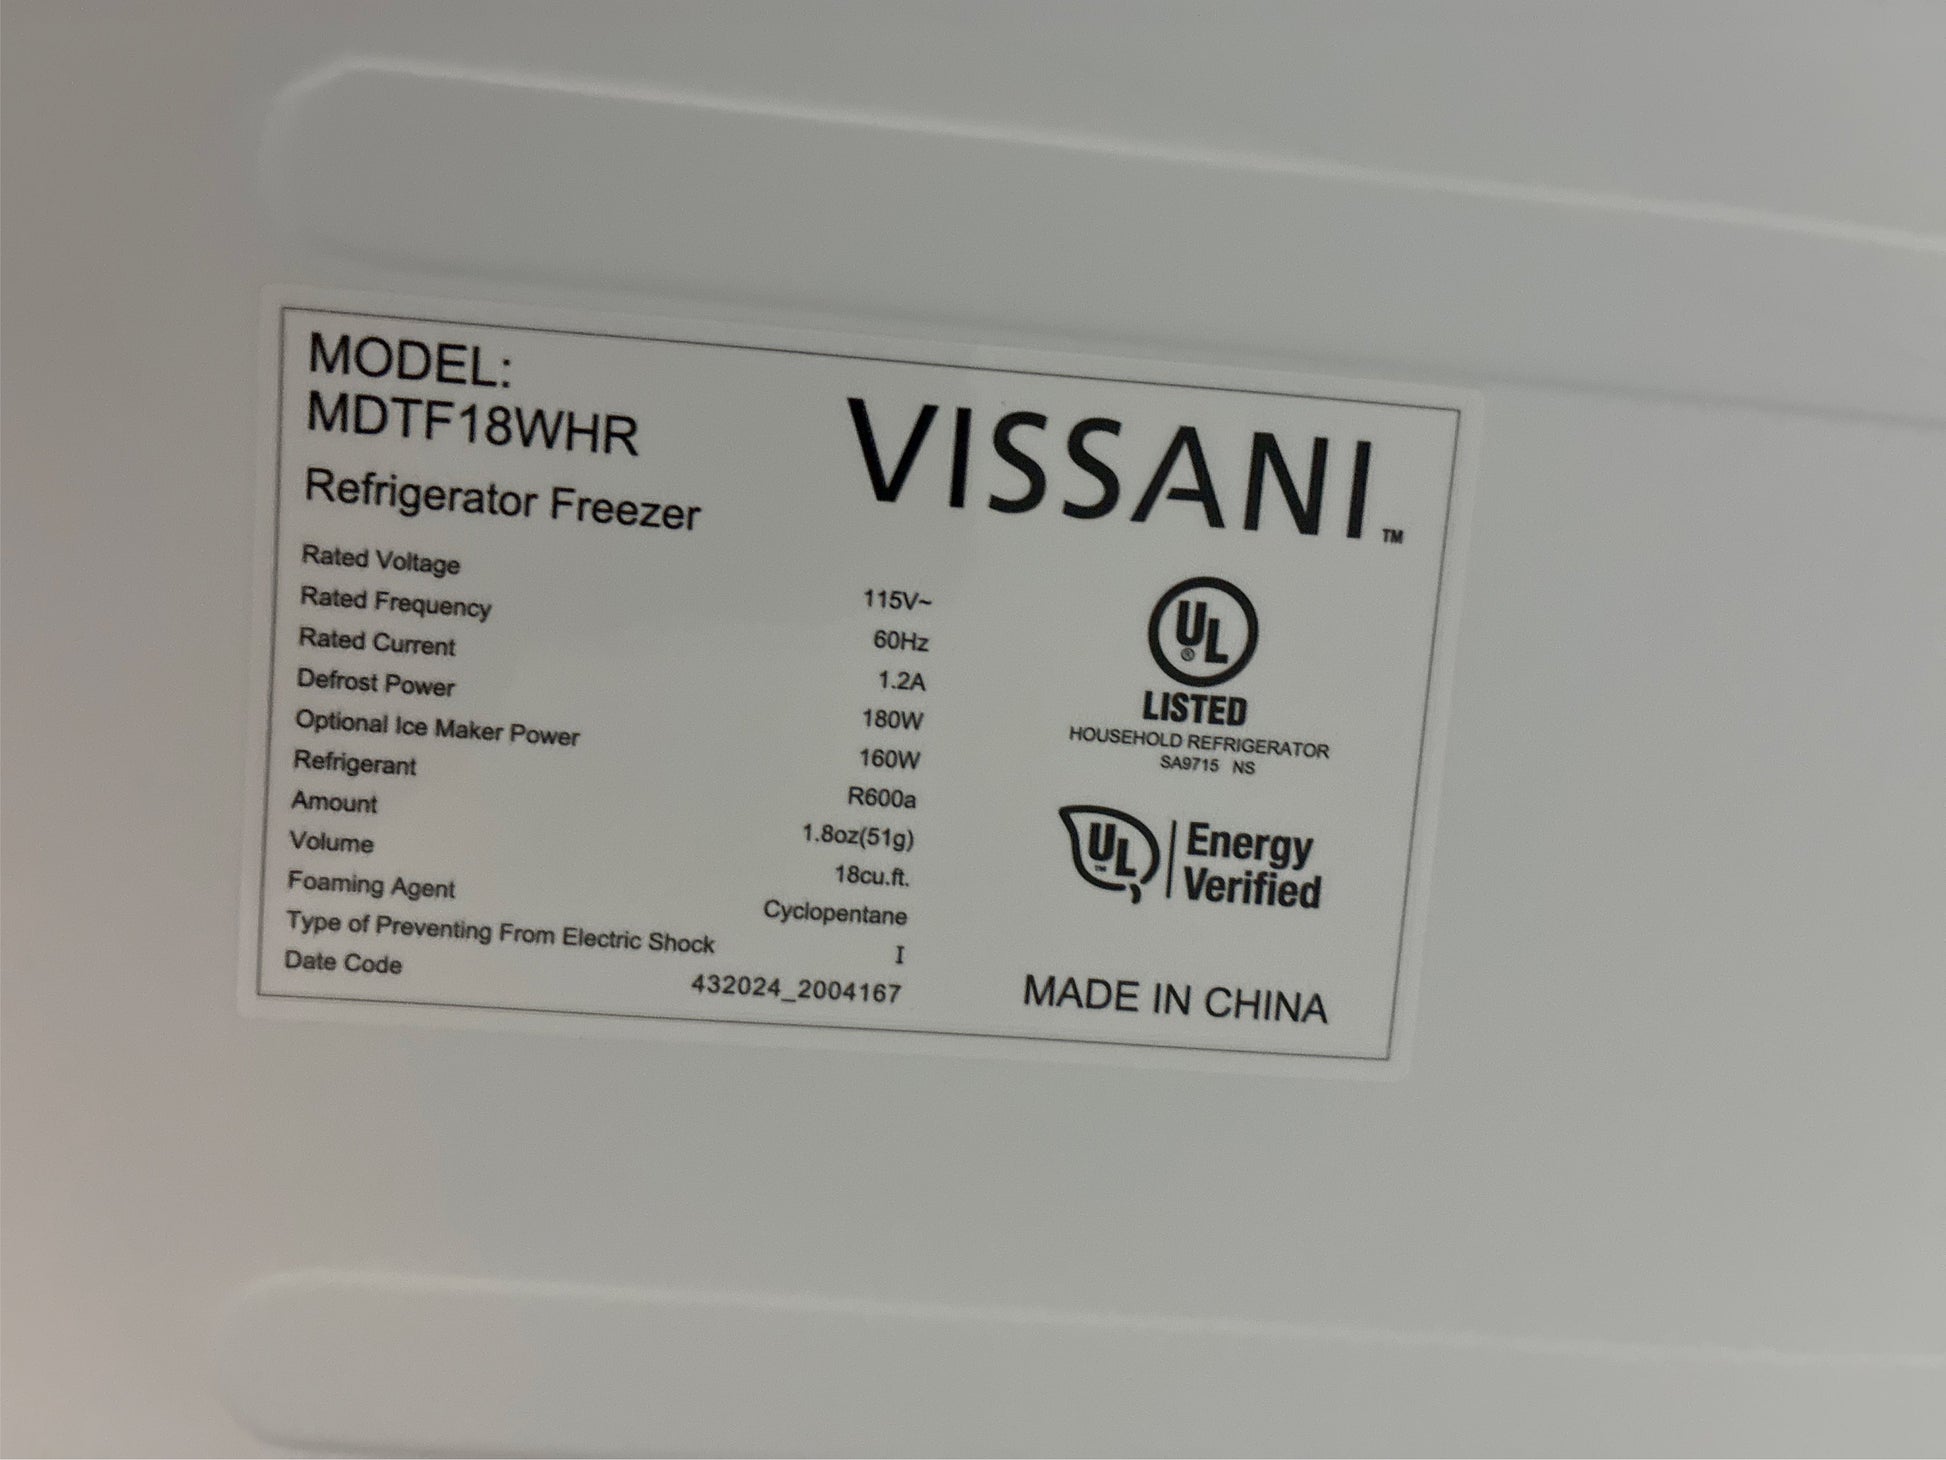 MODEL:
MDTF18WHR
Refrigerator Freezer
VISSANI™
Rated Voltage 115V~
Rated Frequency 60Hz
Rated Current 1.2A
Defrost Power 180W
Optional Ice Maker Power 160W
Refrigerant R600a
Amount 1.8oz(51g)
Volume 18cu.ft.
Foaming Agent Cyclopentane
Type of Preventing From Electric Shock I
Date Code 432024_2004167
UL®
LISTED
HOUSEHOLD REFRIGERATOR
SA9715 NS
UL™ Energy
Verified
MADE IN CHINA